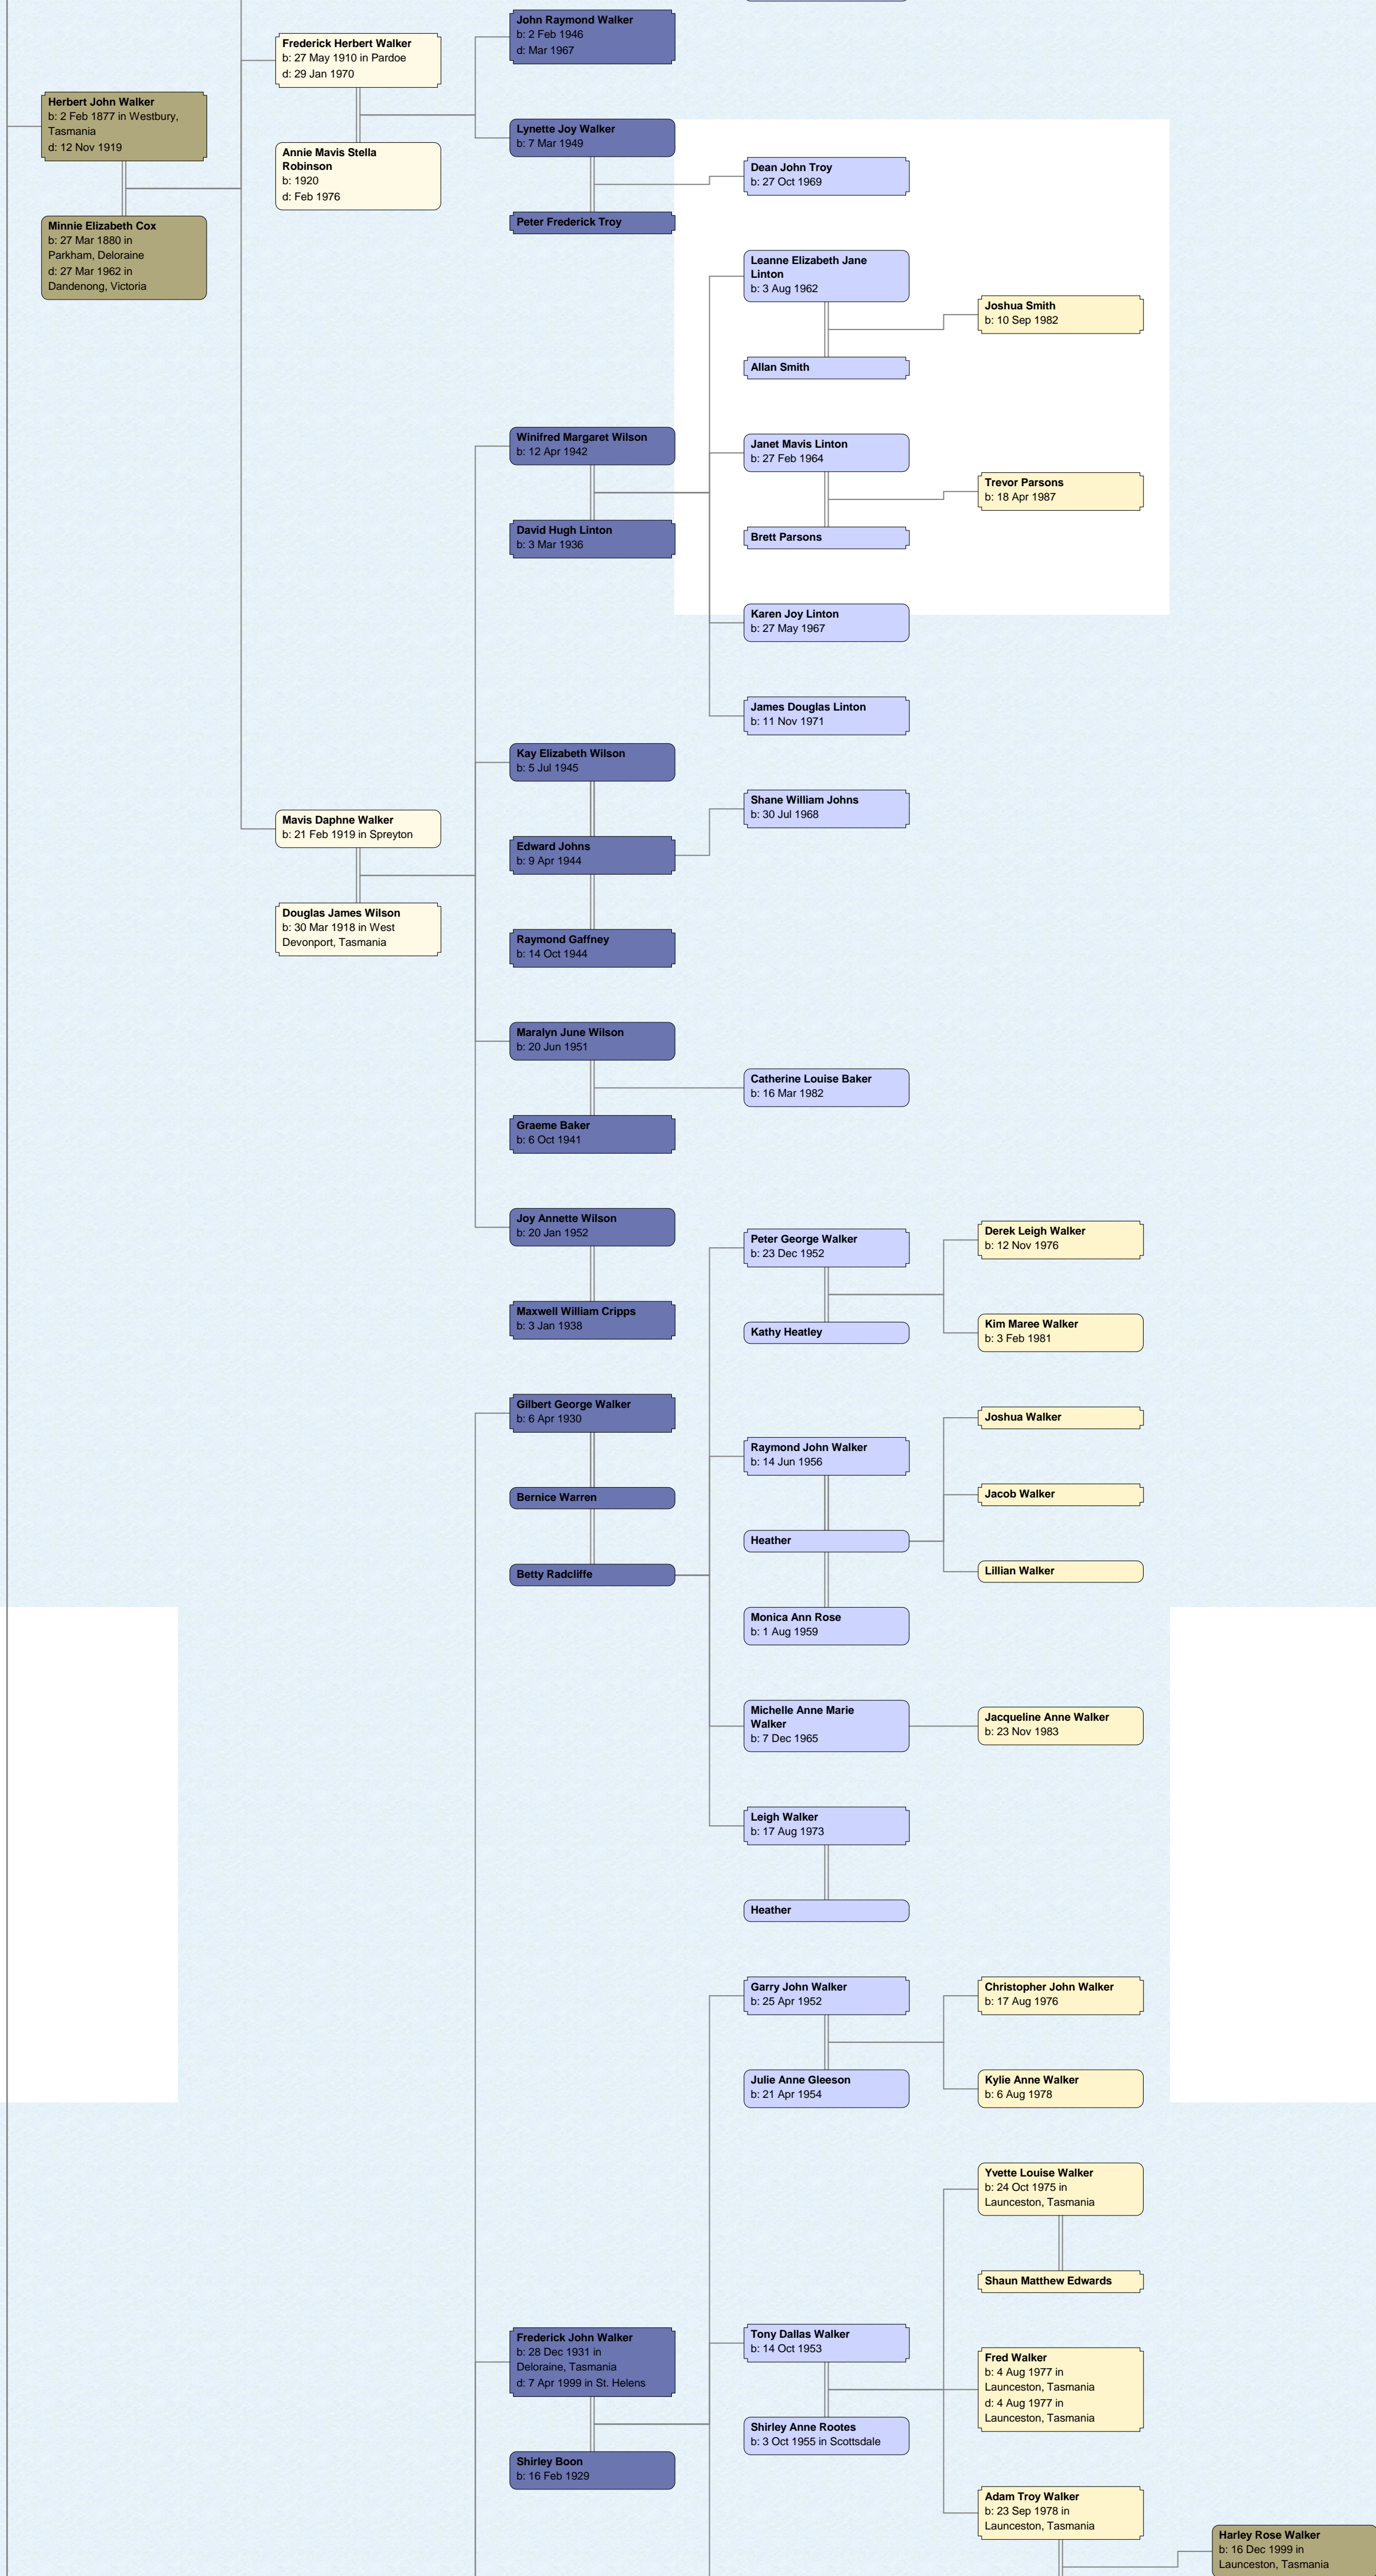 Herbert John Walker
b: 2 Feb 1877 in Westbury,
Tasmania
d: 12 Nov 1919
Minnie Elizabeth Cox
b: 27 Mar 1880 in
Parkham, Deloraine
d: 27 Mar 1962 in
Dandenong, Victoria
Frederick Herbert Walker
b: 27 May 1910 in Pardoe
d: 29 Jan 1970
Annie Mavis Stella
Robinson
b: 1920
d: Feb 1976
John Raymond Walker
b: 2 Feb 1946
d: Mar 1967
Lynette Joy Walker
b: 7 Mar 1949
Peter Frederick Troy
Dean John Troy
b: 27 Oct 1969
Mavis Daphne Walker
b: 21 Feb 1919 in Spreyton
Douglas James Wilson
b: 30 Mar 1918 in West
Devonport, Tasmania
Winifred Margaret Wilson
b: 12 Apr 1942
David Hugh Linton
b: 3 Mar 1936
Leanne Elizabeth Jane
Linton
b: 3 Aug 1962
Allan Smith
Joshua Smith
b: 10 Sep 1982
Janet Mavis Linton
b: 27 Feb 1964
Brett Parsons
Trevor Parsons
b: 18 Apr 1987
Karen Joy Linton
b: 27 May 1967
James Douglas Linton
b: 11 Nov 1971
Kay Elizabeth Wilson
b: 5 Jul 1945
Edward Johns
b: 9 Apr 1944
Raymond Gaffney
b: 14 Oct 1944
Shane William Johns
b: 30 Jul 1968
Maralyn June Wilson
b: 20 Jun 1951
Graeme Baker
b: 6 Oct 1941
Catherine Louise Baker
b: 16 Mar 1982
Joy Annette Wilson
b: 20 Jan 1952
Maxwell William Cripps
b: 3 Jan 1938
Gilbert George Walker
b: 6 Apr 1930
Bernice Warren
Betty Radcliffe
Peter George Walker
b: 23 Dec 1952
Kathy Heatley
Derek Leigh Walker
b: 12 Nov 1976
Kim Maree Walker
b: 3 Feb 1981
Raymond John Walker
b: 14 Jun 1956
Heather
Monica Ann Rose
b: 1 Aug 1959
Joshua Walker
Jacob Walker
Lillian Walker
Michelle Anne Marie
Walker
b: 7 Dec 1965
Jacqueline Anne Walker
b: 23 Nov 1983
Leigh Walker
b: 17 Aug 1973
Heather
Frederick John Walker
b: 28 Dec 1931 in
Deloraine, Tasmania
d: 7 Apr 1999 in St. Helens
Shirley Boon
b: 16 Feb 1929
Garry John Walker
b: 25 Apr 1952
Julie Anne Gleeson
b: 21 Apr 1954
Christopher John Walker
b: 17 Aug 1976
Kylie Anne Walker
b: 6 Aug 1978
Tony Dallas Walker
b: 14 Oct 1953
Shirley Anne Rootes
b: 3 Oct 1955 in Scottsdale
Yvette Louise Walker
b: 24 Oct 1975 in
Launceston, Tasmania
Shaun Matthew Edwards
Fred Walker
b: 4 Aug 1977 in
Launceston, Tasmania
d: 4 Aug 1977 in
Launceston, Tasmania
Adam Troy Walker
b: 23 Sep 1978 in
Launceston, Tasmania
Harley Rose Walker
b: 16 Dec 1999 in
Launceston, Tasmania